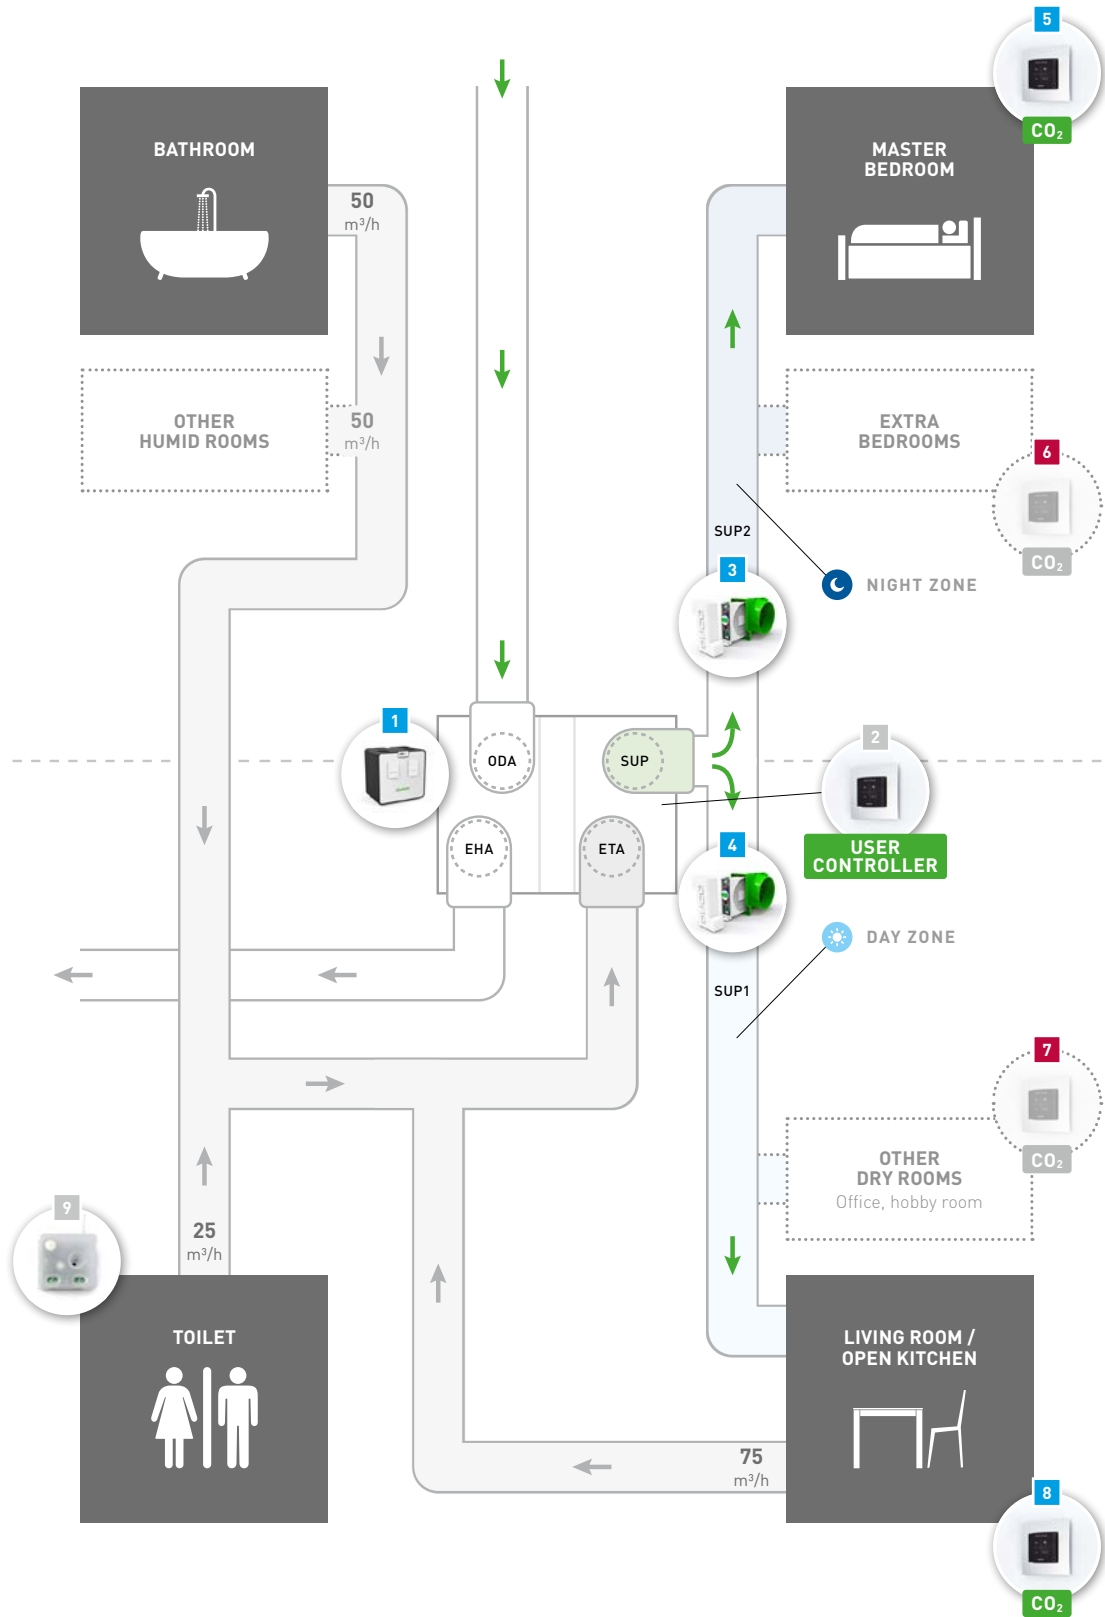 5
CO₂
BATHROOM
MASTER
BEDROOM
50
m³/h
OTHER
HUMID ROOMS
50
m³/h
EXTRA
BEDROOMS
6
CO₂
SUP2
3
NIGHT ZONE
1
ODA
SUP
2
EHA
ETA
4
USER
CONTROLLER
DAY ZONE
SUP1
7
CO₂
OTHER
DRY ROOMS
Office, hobby room
9
25
m³/h
TOILET
LIVING ROOM /
OPEN KITCHEN
75
m³/h
8
CO₂